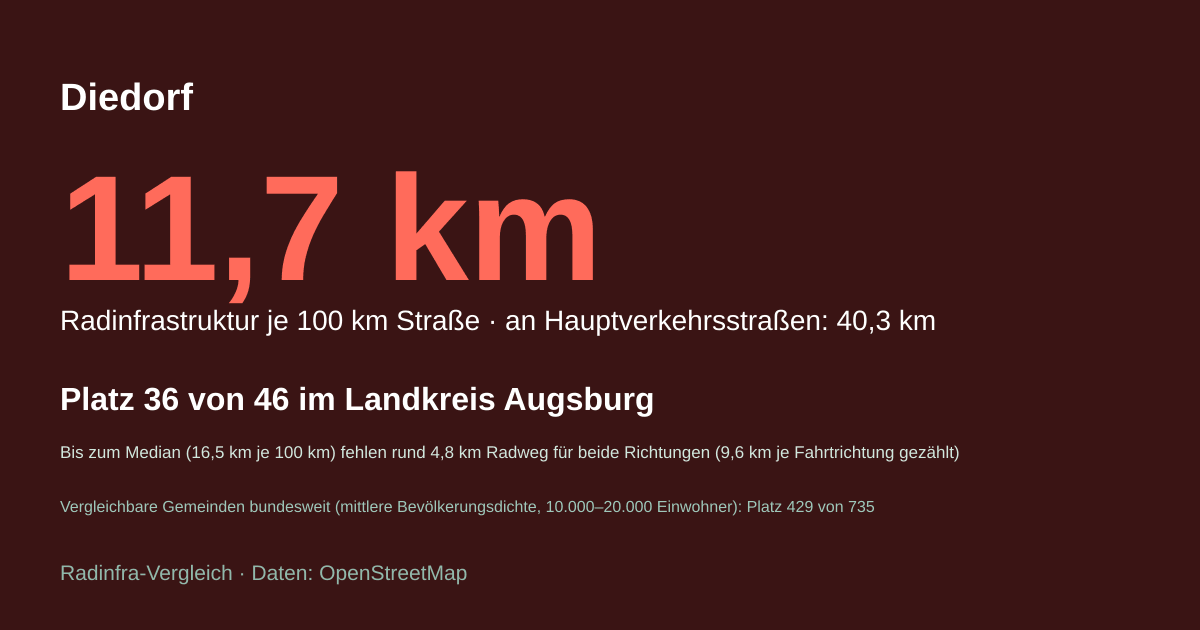 Diedorf
11,7 km
Radinfrastruktur je 100 km Straße · an Hauptverkehrsstraßen: 40,3 km
Platz 36 von 46 im Landkreis Augsburg
Bis zum Median (16,5 km je 100 km) fehlen rund 4,8 km Radweg für beide Richtungen (9,6 km je Fahrtrichtung gezählt)
Vergleichbare Gemeinden bundesweit (mittlere Bevölkerungsdichte, 10.000–20.000 Einwohner): Platz 429 von 735
Radinfra-Vergleich · Daten: OpenStreetMap